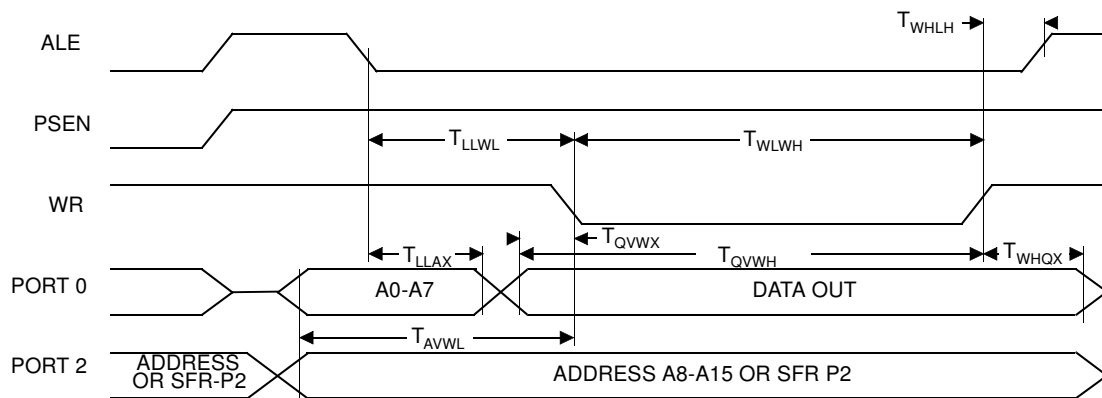 ALE
T_WHLH
PSEN
T_LLWL
T_WLWH
WR
T_LLAX
T_QVWX
T_QVWH
T_WHQX
PORT 0
A0-A7
DATA OUT
T_AVWL
PORT 2
ADDRESS
OR SFR-P2
ADDRESS A8-A15 OR SFR P2